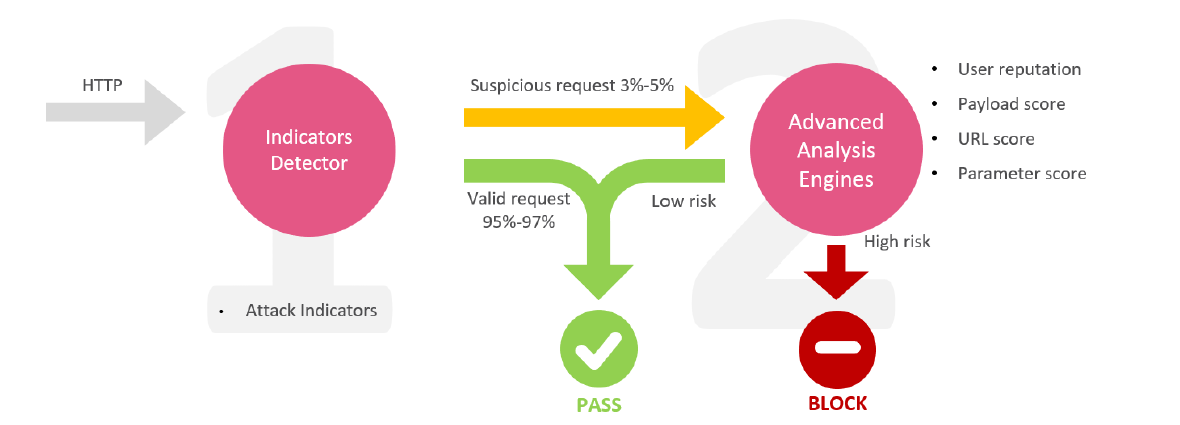 HTTP
1
Indicators
Detector
• Attack Indicators
Suspicious request 3%-5%
Valid request
95%-97%
Low risk
PASS
2
Advanced
Analysis
Engines
• User reputation
• Payload score
• URL score
• Parameter score
High risk
BLOCK